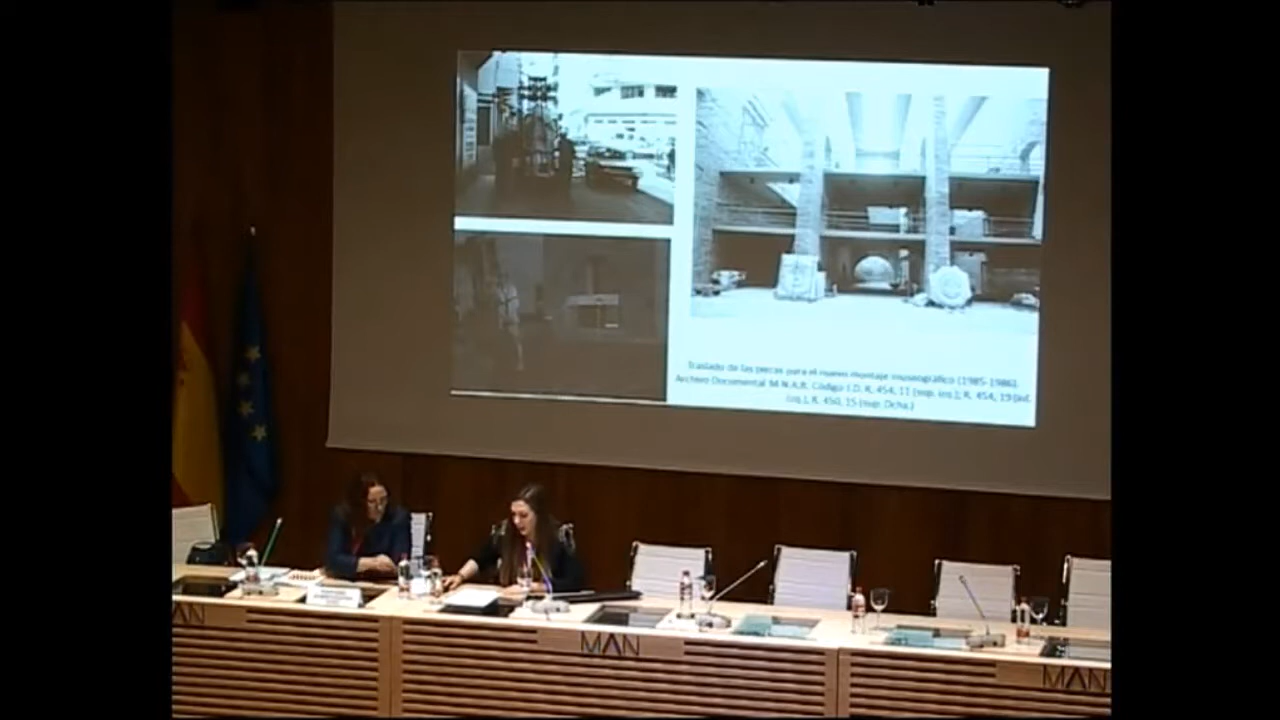 Traslado de las piezas para el nuevo montaje museográfico (1985-1986).
Archivo Documental M.N.A.R. Código I.D. R. 454, 11 (sup. izq.); R. 454, 19 (inf.
izq.); R. 450, 15 (sup. Dcha.)
MAN
MAN
MAN